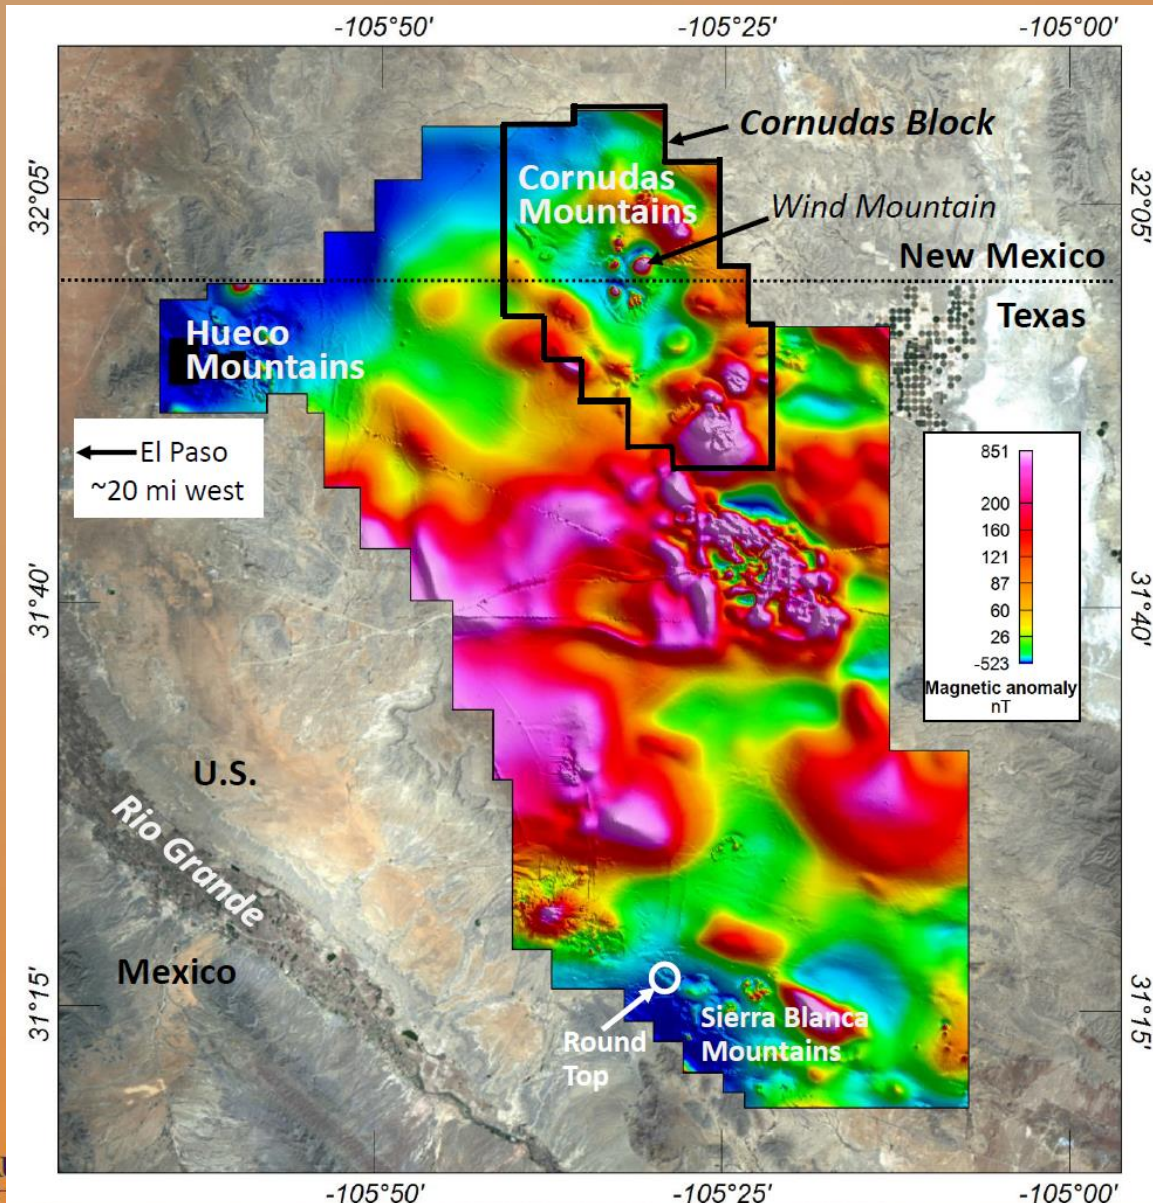 -105°50' -105°25' -105°00'
Cornudas Block
Cornudas
Mountains
Wind Mountain
32°05'
32°05'
New Mexico
Texas
Hueco
Mountains
El Paso
~20 mi west
851
200
160
121
87
60
26
-523
Magnetic anomaly
nT
31°40'
31°40'
U.S.
Rio Grande
Mexico
31°15'
31°15'
Round
Top
Sierra Blanca
Mountains
-105°50' -105°25' -105°00'